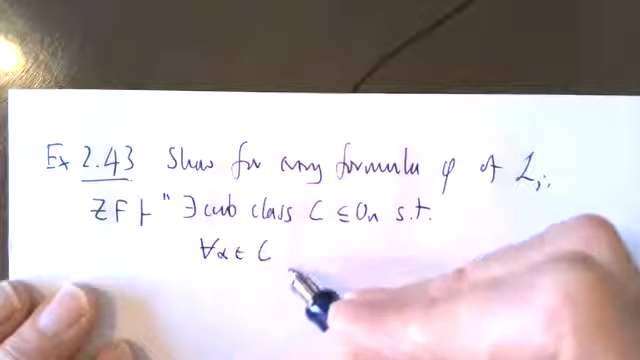 Ex 2.43 Show for any formula φ of L∈:
ZF ⊢ " ∃ cub class C ⊆ On s.t.
∀α ∈ C